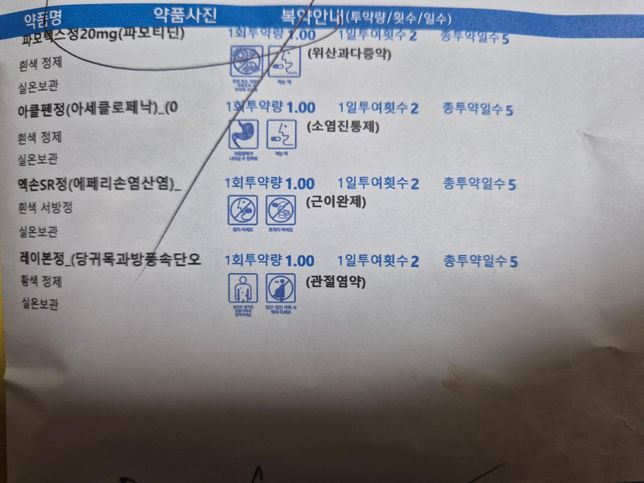 약품명 약품사진 복약안내(투약량/횟수/일수)
파모텍스정20mg(파모티딘) 1회투약량 1.00 1일투여횟수 2 총투약일수 5
흰색 정제 (위산과다증약)
실온보관
아클펜정(아세클로페낙)_(0 1회투약량 1.00 1일투여횟수 2 총투약일수 5
흰색 정제 (소염진통제)
실온보관
엑손SR정(에페리손염산염)_ 1회투약량 1.00 1일투여횟수 2 총투약일수 5
흰색 서방정 (근이완제)
실온보관
레이본정_(당귀목과방풍속단오 1회투약량 1.00 1일투여횟수 2 총투약일수 5
황색 정제 (관절염약)
실온보관